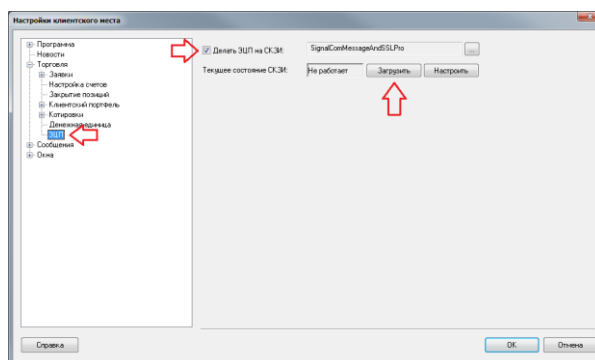 Настройки клиентского места
Программа
Новости
Торговля
Заявки
Настройка счетов
Закрытие позиций
Клиентский портфель
Котировки
Денежная единица
ЭЦП
Сообщения
Окна
Делать ЭЦП на СКЗИ: SignalComMessageAndSSLPro ...
Текущее состояние СКЗИ: Не работает Загрузить Настроить
Справка OK Отмена